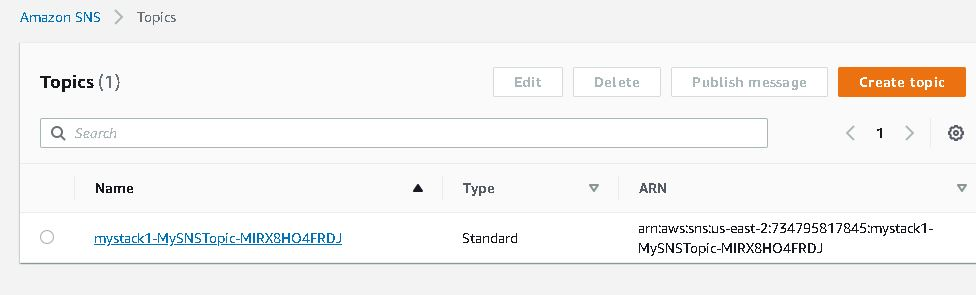 Amazon SNS > Topics
Topics (1)
Edit
Delete
Publish message
Create topic
Search
1
Name
Type
ARN
mystack1-MySNSTopic-MIRX8HO4FRDJ
Standard
arn:aws:sns:us-east-2:734795817845:mystack1-
MySNSTopic-MIRX8HO4FRDJ